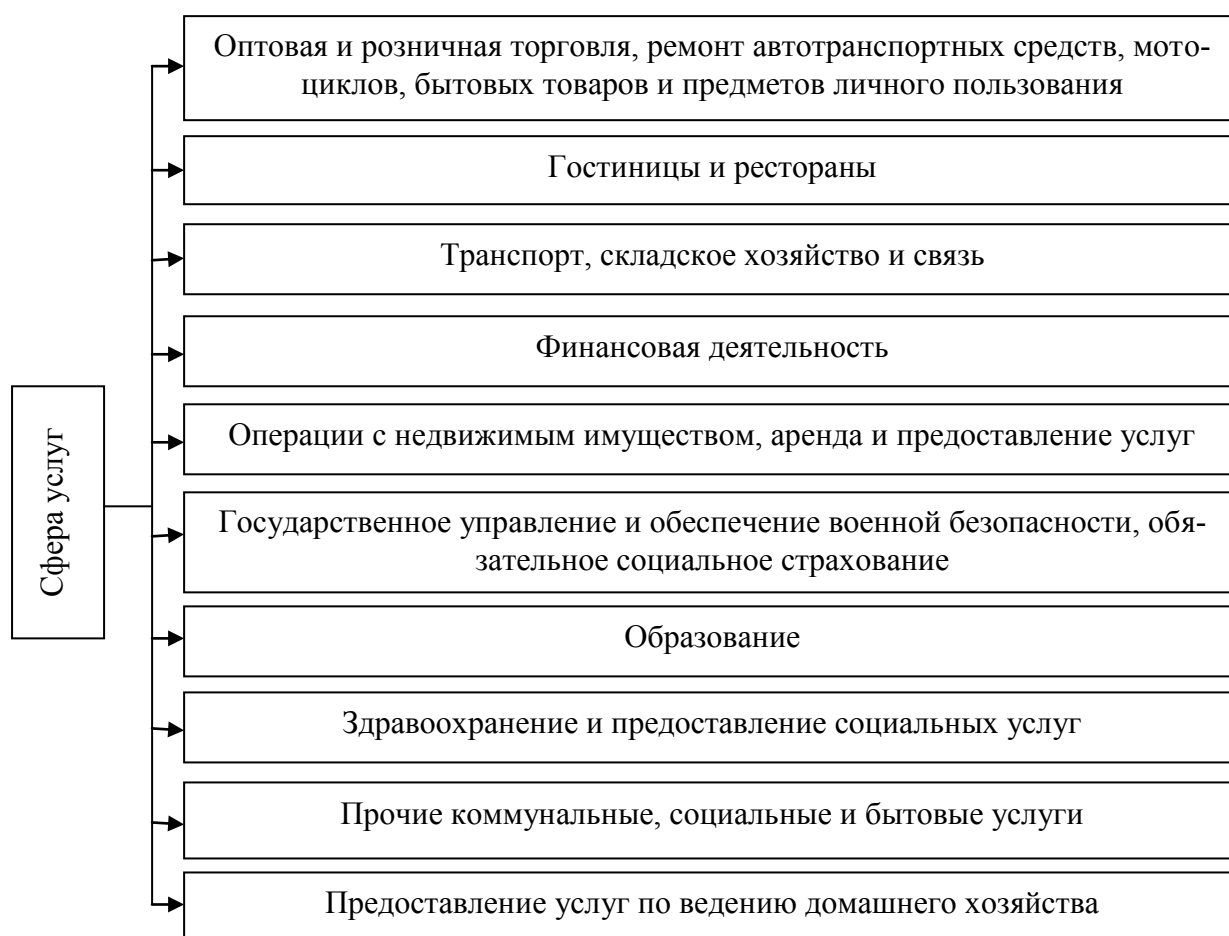 Оптовая и розничная торговля, ремонт автотранспортных средств, мото-
циклов, бытовых товаров и предметов личного пользования
Гостиницы и рестораны
Транспорт, складское хозяйство и связь
Финансовая деятельность
Операции с недвижимым имуществом, аренда и предоставление услуг
Сфера услуг
Государственное управление и обеспечение военной безопасности, обя-
зательное социальное страхование
Образование
Здравоохранение и предоставление социальных услуг
Прочие коммунальные, социальные и бытовые услуги
Предоставление услуг по ведению домашнего хозяйства